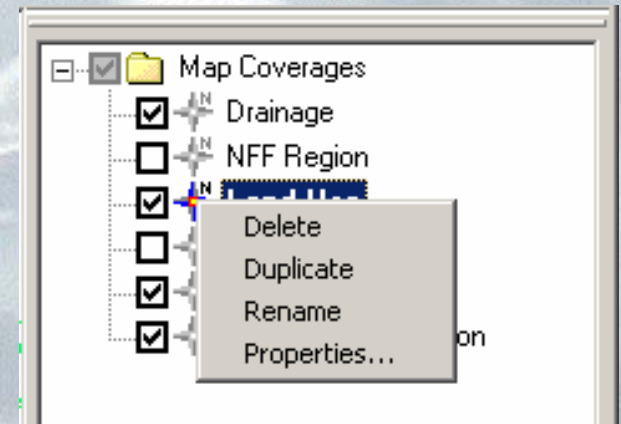 Map Coverages
Drainage
NFF Region
Delete
Duplicate
Rename
Properties...